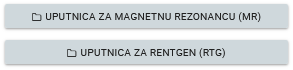 UPUTNICA ZA MAGNETNU REZONANCU (MR)
UPUTNICA ZA RENTGEN (RTG)